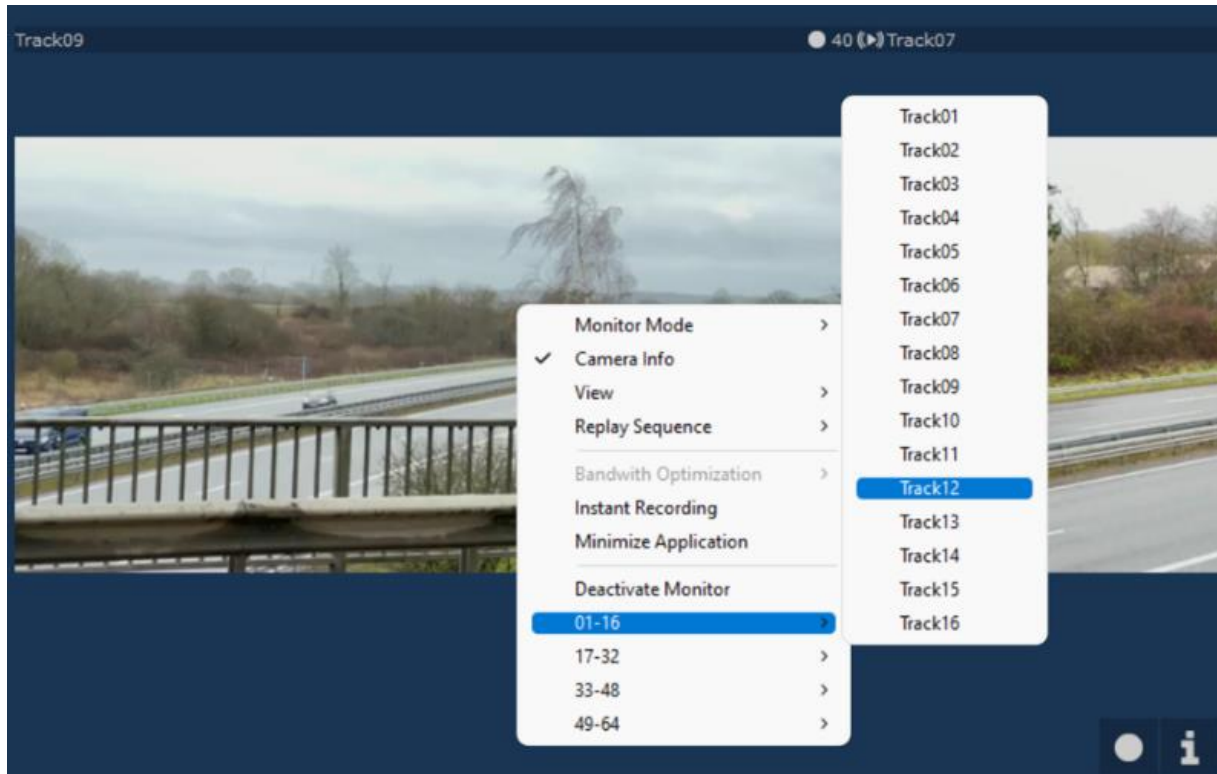 Track09
40 Track07
Monitor Mode
Camera Info
View
Replay Sequence
Bandwith Optimization
Instant Recording
Minimize Application
Deactivate Monitor
01-16
17-32
33-48
49-64
Track01
Track02
Track03
Track04
Track05
Track06
Track07
Track08
Track09
Track10
Track11
Track12
Track13
Track14
Track15
Track16